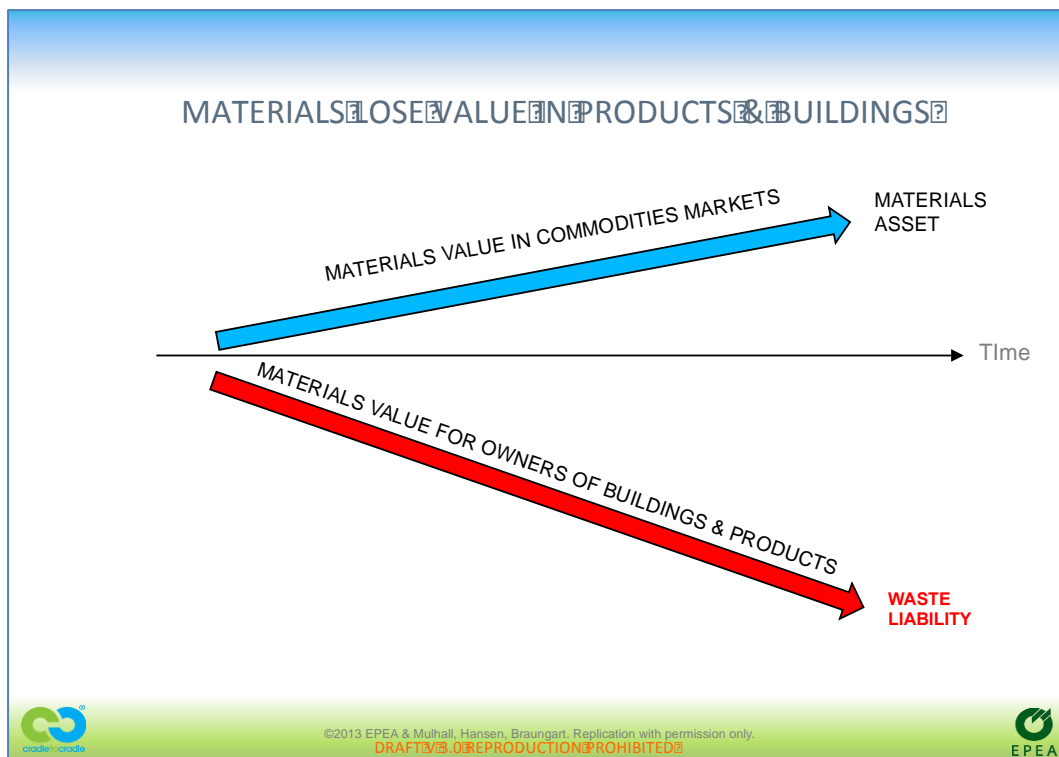 MATERIALS⍰LOSE⍰VALUE⍰IN⍰PRODUCTS⍰&⍰BUILDINGS⍰
MATERIALS VALUE IN COMMODITIES MARKETS
MATERIALS
ASSET
TIme
MATERIALS VALUE FOR OWNERS OF BUILDINGS & PRODUCTS
WASTE
LIABILITY
®
cradletocradle
©2013 EPEA & Mulhall, Hansen, Braungart. Replication with permission only.
DRAFT⍰V⍰3.0⍰REPRODUCTION⍰PROHIBITED⍰
EPEA